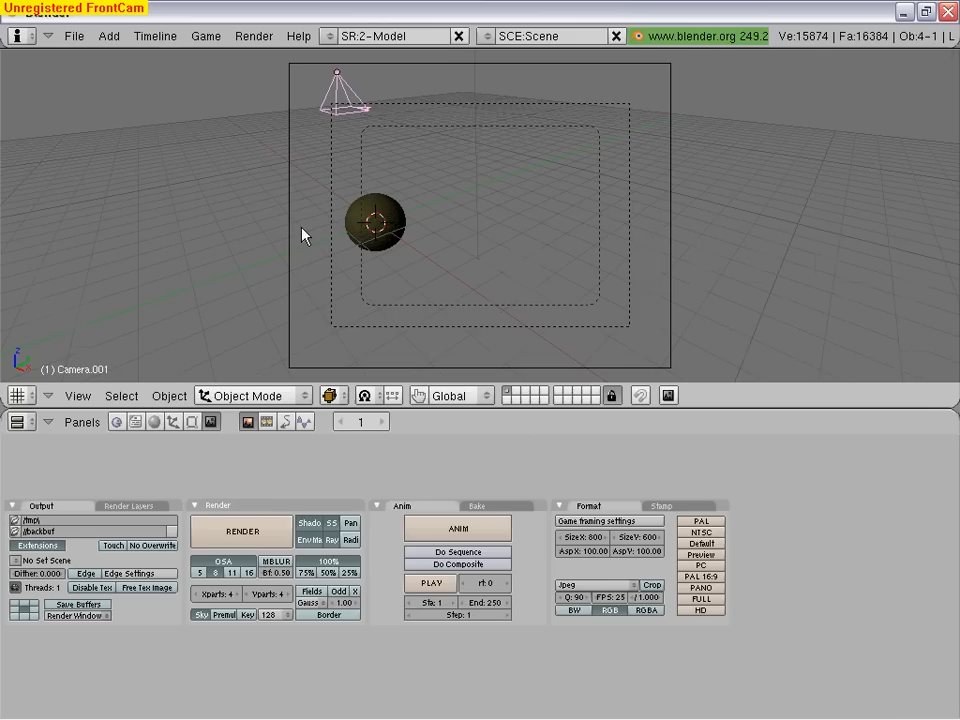 Unregistered FrontCam
File Add Timeline Game Render Help SR:2-Model SCE:Scene www.blender.org 249.2 Ve:15874 | Fa:16384 | Ob:4-1 | L
(1) Camera.001
View Select Object Object Mode Global
Panels 1
Output Render Layers Render Anim Bake Format Stamp
/tmp\
//backbuf
Extensions Touch No Overwrite
No Set Scene
Dither: 0.000 Edge Edge Settings
Threads: 1 Disable Tex Free Tex Image
Save Buffers
Render Window
RENDER Shado SS Pan
EnvMa Ray Radi
OSA MBLUR 100%
5 8 11 16 Bf: 0.50 75% 50% 25%
Xparts: 4 Yparts: 4 Fields Odd X
Gauss 1.00
Sky Premul Key 128 Border
ANIM
Do Sequence
Do Composite
PLAY rt: 0
Sta: 1 End: 250
Step: 1
Game framing settings
SizeX: 800 SizeY: 600
AspX: 100.00 AspY: 100.00
Jpeg Crop
Q: 90 FPS: 25 /1.000
BW RGB RGBA
PAL
NTSC
Default
Preview
PC
PAL 16:9
PANO
FULL
HD